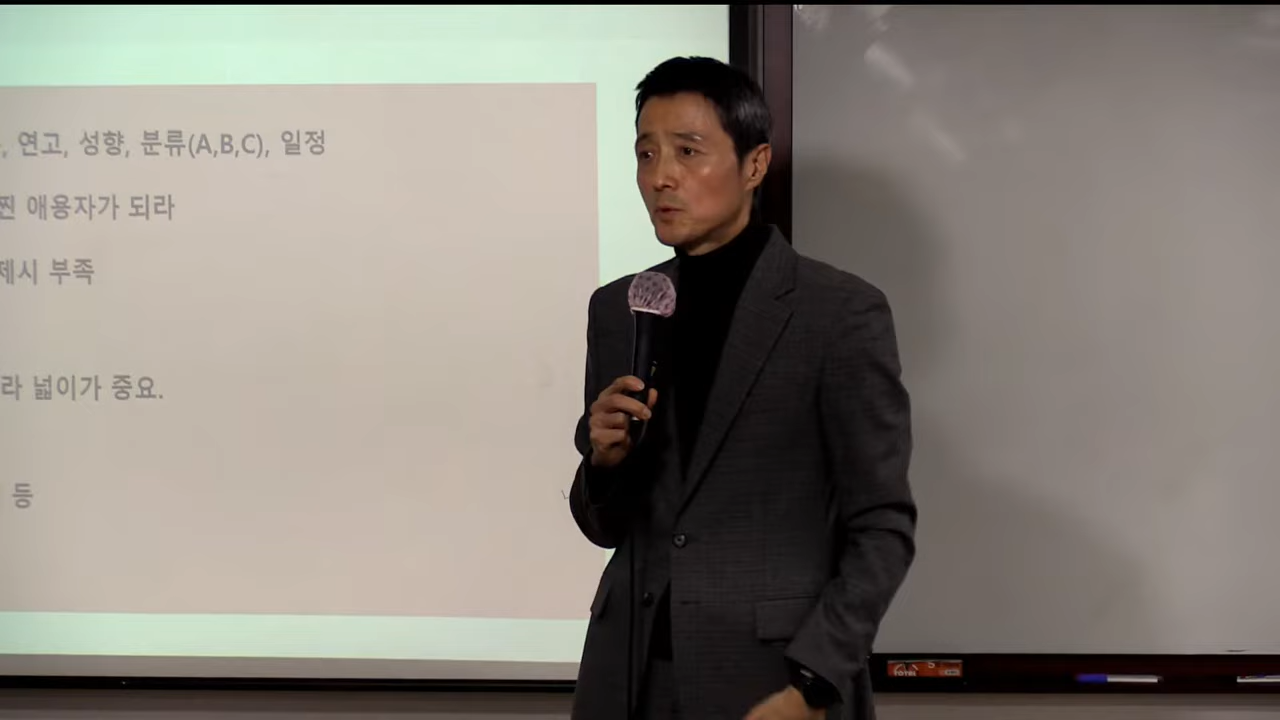 , 연고, 성향, 분류(A,B,C), 일정
찐 애용자가 되라
제시 부족
라 넓이가 중요.
등